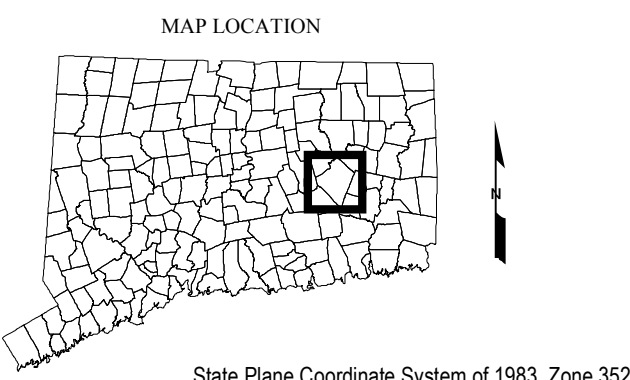 MAP LOCATION
N
State Plane Coordinate System of 1983, Zone 352